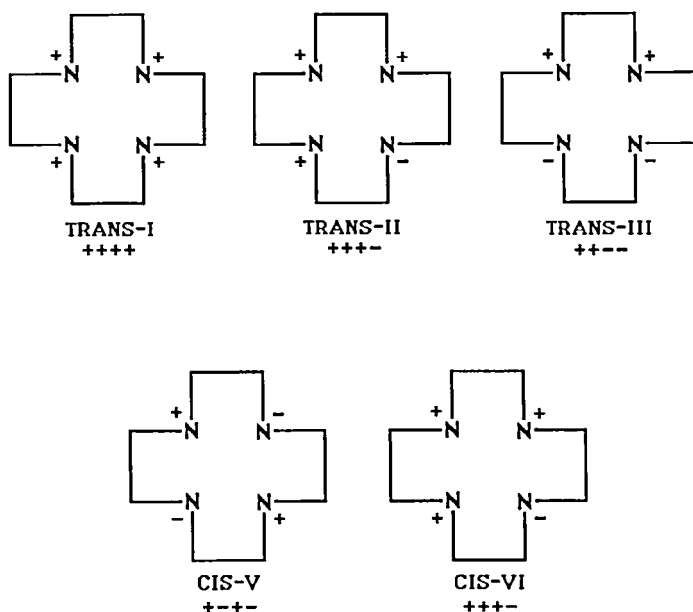 + +
N N
N N
+ +
TRANS-I
++++
+ +
N N
N N
+ -
TRANS-II
+++-
+ +
N N
N N
- -
TRANS-III
++--
+ -
N N
N N
- +
CIS-V
+-+-
+ +
N N
N N
+ -
CIS-VI
+++-